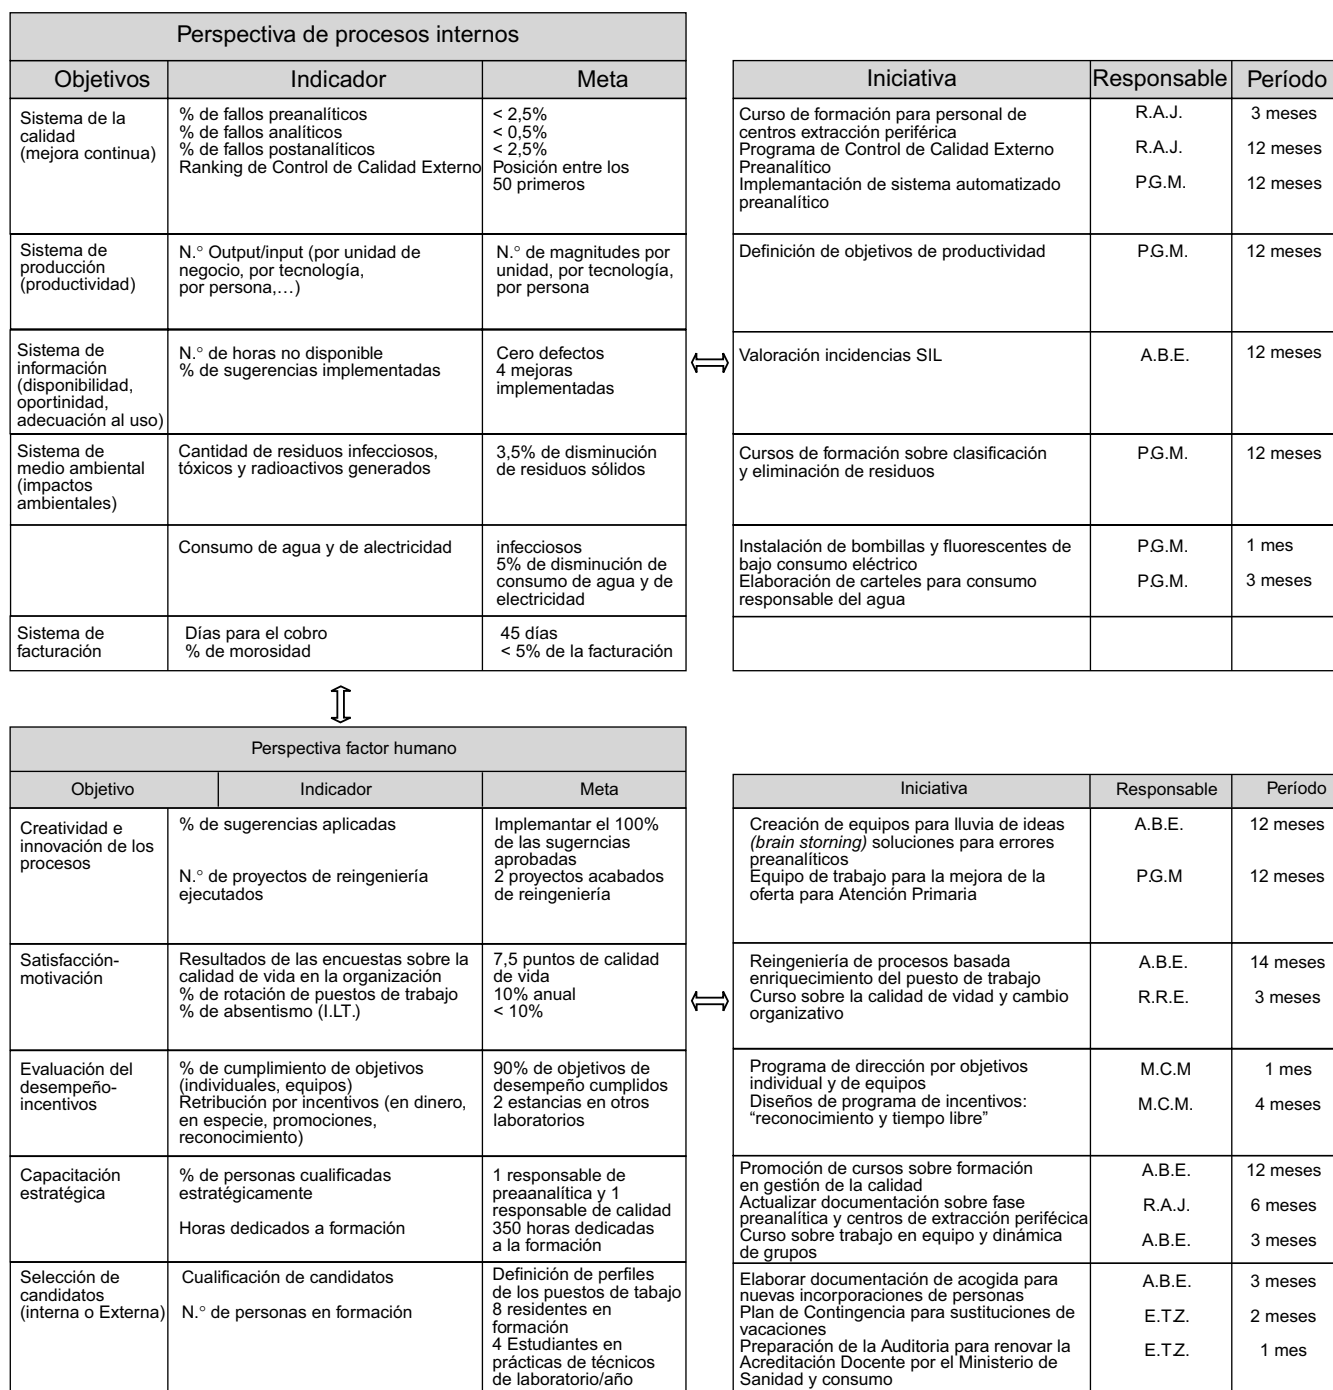 Perspectiva de procesos internos
Objetivos Indicador Meta
Sistema de la
calidad
(mejora continua)
% de fallos preanalíticos
% de fallos analíticos
% de fallos postanalíticos
Ranking de Control de Calidad Externo
< 2,5%
< 0,5%
< 2,5%
Posición entre los
50 primeros
Sistema de
producción
(productividad)
N.° Output/input (por unidad de
negocio, por tecnología,
por persona,…)
N.° de magnitudes por
unidad, por tecnología,
por persona
Sistema de
información
(disponibilidad,
oportinidad,
adecuación al uso)
N.° de horas no disponible
% de sugerencias implementadas
Cero defectos
4 mejoras
implementadas
Sistema de
medio ambiental
(impactos
ambientales)
Cantidad de residuos infecciosos,
tóxicos y radioactivos generados
3,5% de disminución
de residuos sólidos
Consumo de agua y de alectricidad
infecciosos
5% de disminución de
consumo de agua y de
electricidad
Sistema de
facturación
Días para el cobro
% de morosidad
45 días
< 5% de la facturación
Iniciativa Responsable Período
Curso de formación para personal de
centros extracción periférica
R.A.J. 3 meses
Programa de Control de Calidad Externo
Preanalítico
R.A.J. 12 meses
Implemantación de sistema automatizado
preanalítico
P.G.M. 12 meses
Definición de objetivos de productividad P.G.M. 12 meses
Valoración incidencias SIL A.B.E. 12 meses
Cursos de formación sobre clasificación
y eliminación de residuos
P.G.M. 12 meses
Instalación de bombillas y fluorescentes de
bajo consumo eléctrico
P.G.M. 1 mes
Elaboración de carteles para consumo
responsable del agua
P.G.M. 3 meses
Perspectiva factor humano
Objetivo Indicador Meta
Creatividad e
innovación de los
procesos
% de sugerencias aplicadas
N.° de proyectos de reingeniería
ejecutados
Implemantar el 100%
de las sugerncias
aprobadas
2 proyectos acabados
de reingeniería
Satisfacción-
motivación
Resultados de las encuestas sobre la
calidad de vida en la organización
% de rotación de puestos de trabajo
% de absentismo (I.LT.)
7,5 puntos de calidad
de vida
10% anual
< 10%
Evaluación del
desempeño-
incentivos
% de cumplimiento de objetivos
(individuales, equipos)
Retribución por incentivos (en dinero,
en especie, promociones,
reconocimiento)
90% de objetivos de
desempeño cumplidos
2 estancias en otros
laboratorios
Capacitación
estratégica
% de personas cualificadas
estratégicamente
Horas dedicados a formación
1 responsable de
preaanalítica y 1
responsable de calidad
350 horas dedicadas
a la formación
Selección de
candidatos
(interna o Externa)
Cualificación de candidatos
N.° de personas en formación
Definición de perfiles
de los puestos de tabajo
8 residentes en
formación
4 Estudiantes en
prácticas de técnicos
de laboratorio/año
Iniciativa Responsable Período
Creación de equipos para lluvia de ideas
(brain storning) soluciones para errores
preanalíticos
A.B.E. 12 meses
Equipo de trabajo para la mejora de la
oferta para Atención Primaria
P.G.M 12 meses
Reingeniería de procesos basada
enriquecimiento del puesto de trabajo
A.B.E. 14 meses
Curso sobre la calidad de vidad y cambio
organizativo
R.R.E. 3 meses
Programa de dirección por objetivos
individual y de equipos
M.C.M 1 mes
Diseños de programa de incentivos:
“reconocimiento y tiempo libre”
M.C.M. 4 meses
Promoción de cursos sobre formación
en gestión de la calidad
A.B.E. 12 meses
Actualizar documentación sobre fase
preanalítica y centros de extracción perifécica
R.A.J. 6 meses
Curso sobre trabajo en equipo y dinámica
de grupos
A.B.E. 3 meses
Elaborar documentación de acogida para
nuevas incorporaciones de personas
A.B.E. 3 meses
Plan de Contingencia para sustituciones de
vacaciones
E.T.Z. 2 meses
Preparación de la Auditoria para renovar la
Acreditación Docente por el Ministerio de
Sanidad y consumo
E.T.Z. 1 mes